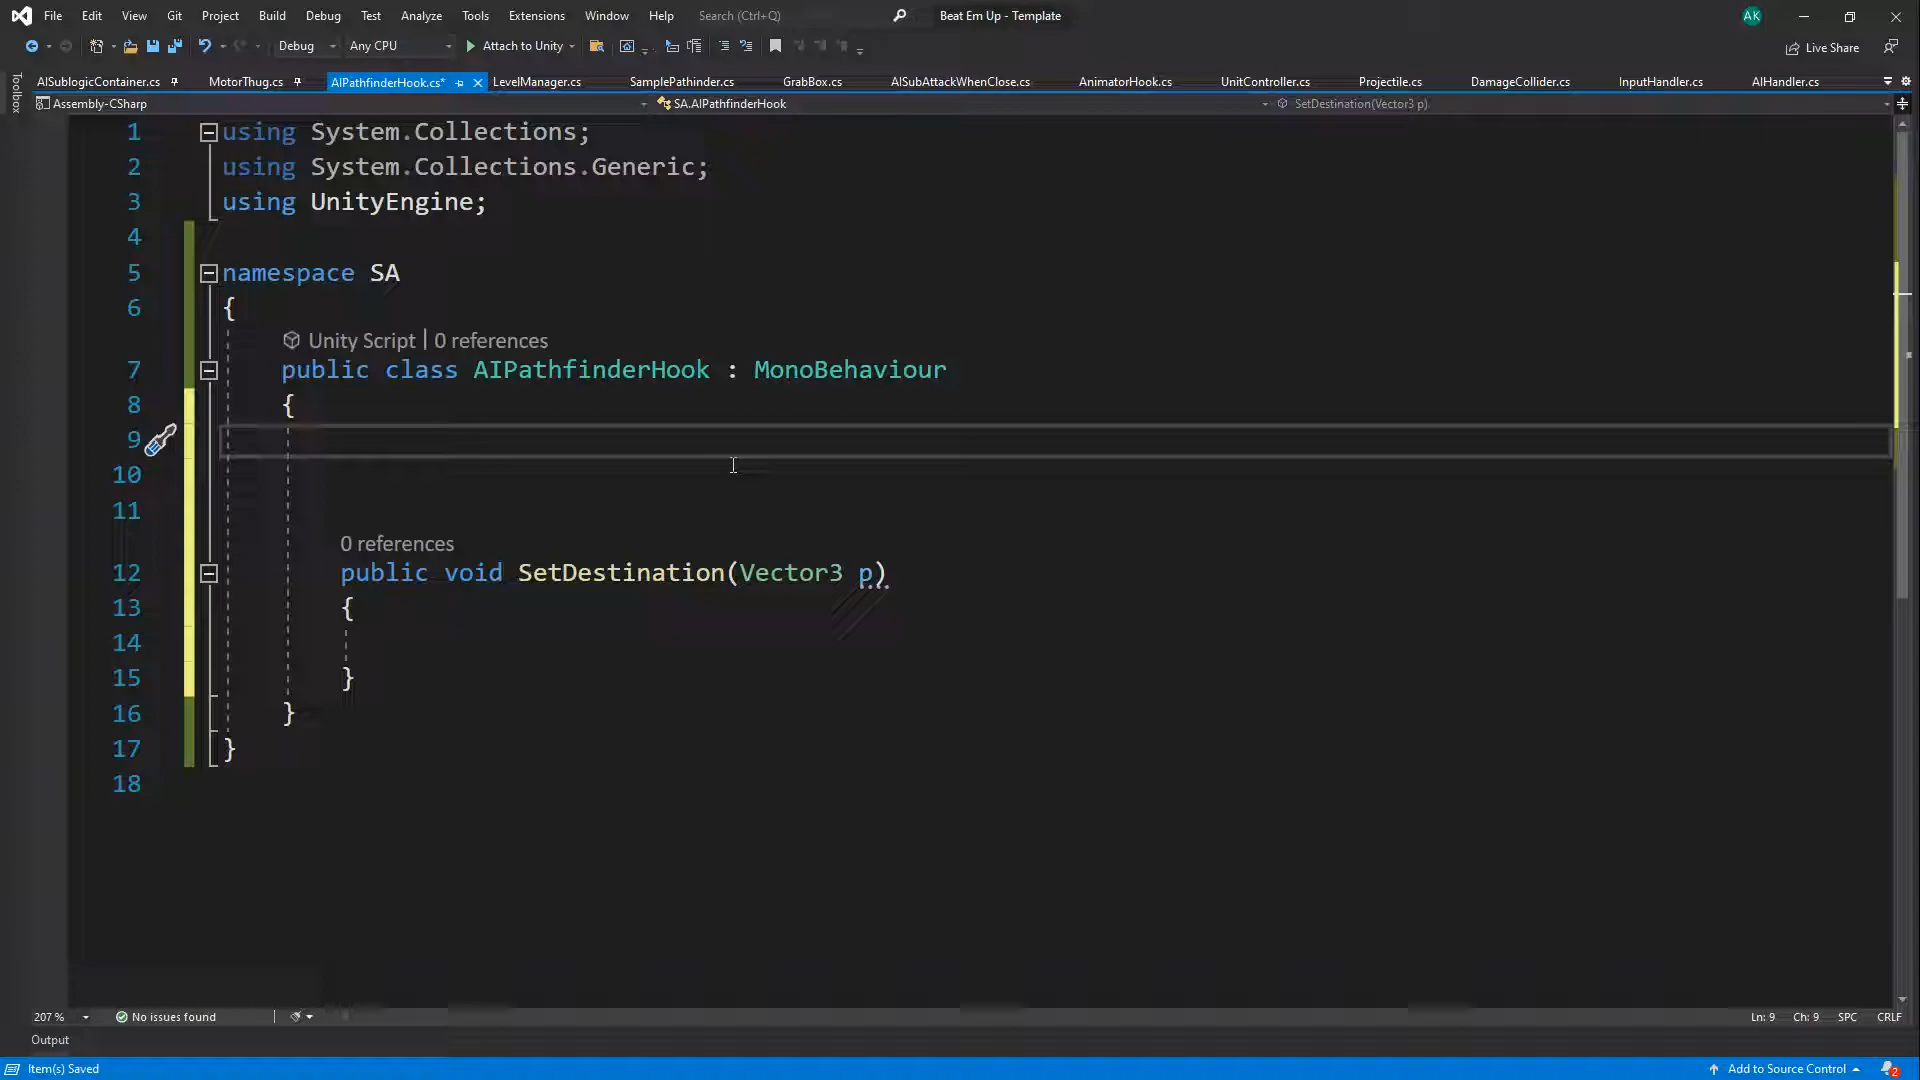 File Edit View Git Project Build Debug Test Analyze Tools Extensions Window Help Search (Ctrl+Q) Beat Em Up - Template AK
Debug Any CPU Attach to Unity Live Share
Toolbox
AISublogicContainer.cs MotorThug.cs AIPathfinderHook.cs* LevelManager.cs SamplePathinder.cs GrabBox.cs AISubAttackWhenClose.cs AnimatorHook.cs UnitController.cs Projectile.cs DamageCollider.cs InputHandler.cs AIHandler.cs
Assembly-CSharp SA.AIPathfinderHook SetDestination(Vector3 p)
1 using System.Collections;
2 using System.Collections.Generic;
3 using UnityEngine;
4
5 namespace SA
6 {
Unity Script | 0 references
7 public class AIPathfinderHook : MonoBehaviour
8 {
9
10
11
0 references
12 public void SetDestination(Vector3 p)
13 {
14
15 }
16 }
17 }
18
207 % No issues found Ln: 9 Ch: 9 SPC CRLF
Output
Item(s) Saved Add to Source Control 2